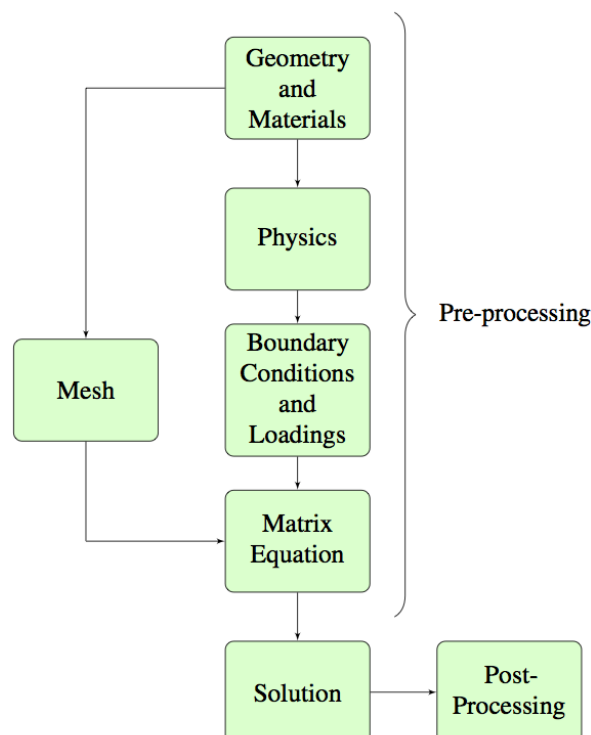 Geometry
and
Materials
Physics
Pre-processing
Boundary
Conditions
and
Loadings
Mesh
Matrix
Equation
Solution
Post-
Processing